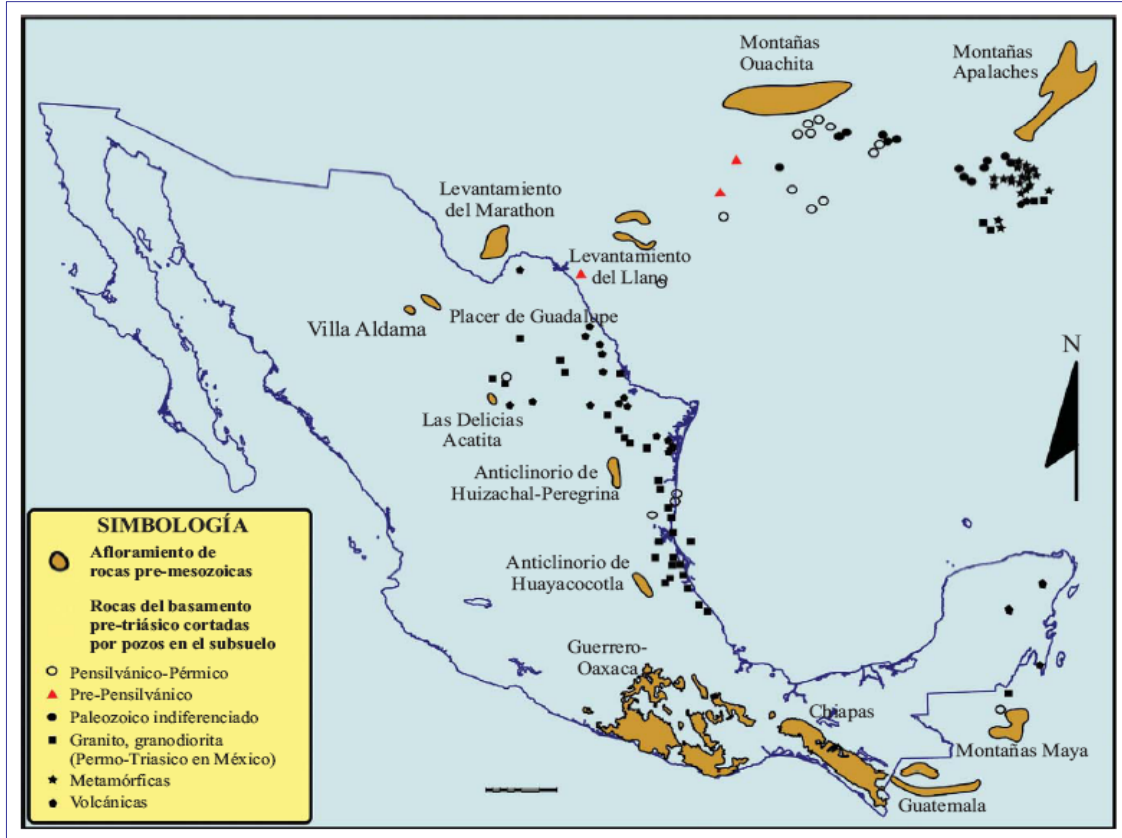 Montañas
Ouachita
Montañas
Apalaches
Levantamiento
del Marathon
Levantamiento
del Llano
Villa Aldama
Placer de Guadalupe
N
Las Delicias
Acatita
Anticlinorio de
Huizachal-Peregrina
Anticlinorio de
Huayacocotla
Guerrero-
Oaxaca
Chiapas
Montañas Maya
Guatemala
SIMBOLOGÍA
Afloramiento de
rocas pre-mesozoicas
Rocas del basamento
pre-triásico cortadas
por pozos en el subsuelo
Pensilvánico-Pérmico
Pre-Pensilvánico
Paleozoico indiferenciado
Granito, granodiorita
(Permo-Triasico en México)
Metamórficas
Volcánicas